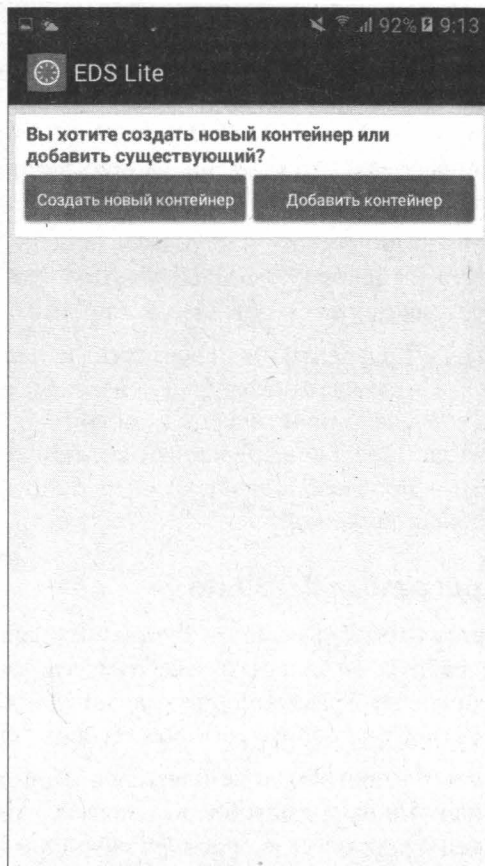 92% 9:13
EDS Lite
Вы хотите создать новый контейнер или
добавить существующий?
Создать новый контейнер Добавить контейнер